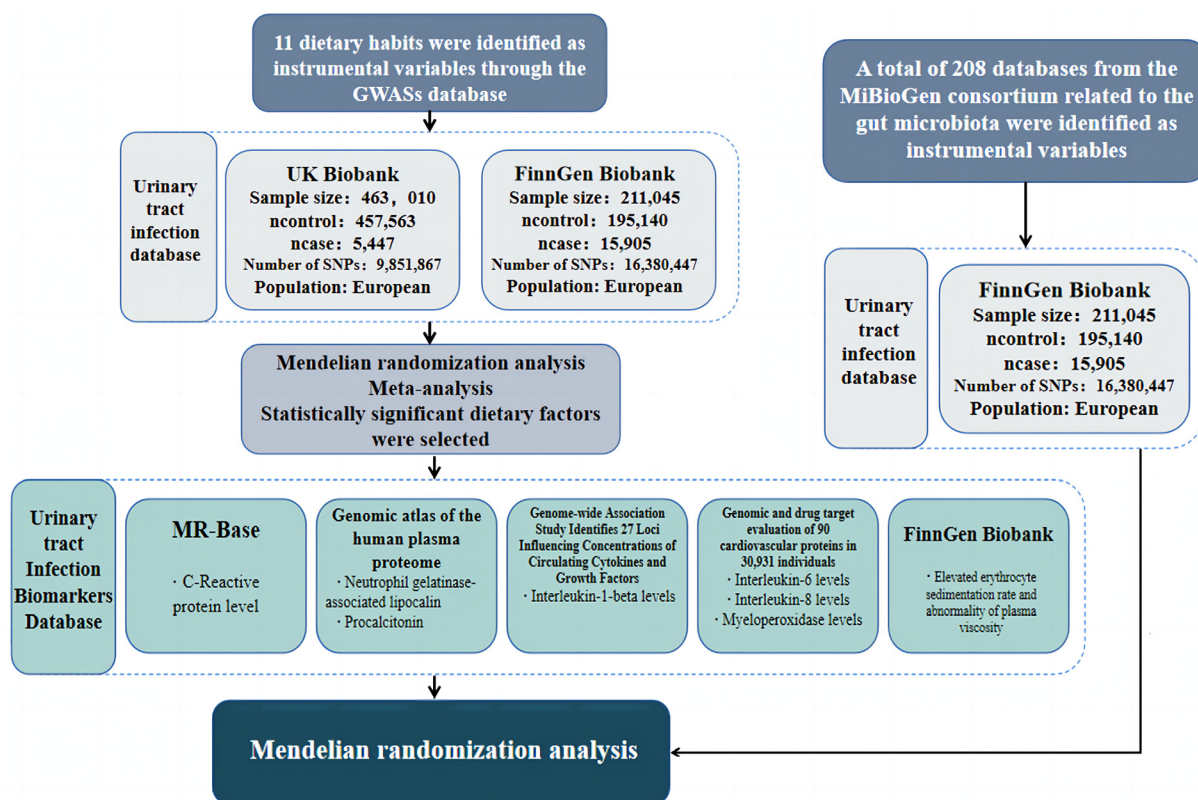 11 dietary habits were identified as
instrumental variables through the
GWASs database
A total of 208 databases from the
MiBioGen consortium related to the
gut microbiota were identified as
instrumental variables
Urinary
tract
infection
database
UK Biobank
Sample size：463，010
ncontrol：457,563
ncase：5,447
Number of SNPs：9,851,867
Population: European
FinnGen Biobank
Sample size：211,045
ncontrol：195,140
ncase：15,905
Number of SNPs：16,380,447
Population: European
Urinary
tract
infection
database
FinnGen Biobank
Sample size：211,045
ncontrol：195,140
ncase：15,905
Number of SNPs：16,380,447
Population: European
Mendelian randomization analysis
Meta-analysis
Statistically significant dietary factors
were selected
Urinary
tract
Infection
Biomarkers
Database
MR-Base
· C-Reactive
protein level
Genomic atlas of the
human plasma
proteome
· Neutrophil gelatinase-
associated lipocalin
· Procalcitonin
Genome-wide Association
Study Identifies 27 Loci
Influencing Concentrations of
Circulating Cytokines and
Growth Factors
· Interleukin-1-beta levels
Genomic and drug target
evaluation of 90
cardiovascular proteins in
30,931 individuals
· Interleukin-6 levels
· Interleukin-8 levels
· Myeloperoxidase levels
FinnGen Biobank
· Elevated erythrocyte
sedimentation rate and
abnormality of plasma
viscosity
Mendelian randomization analysis